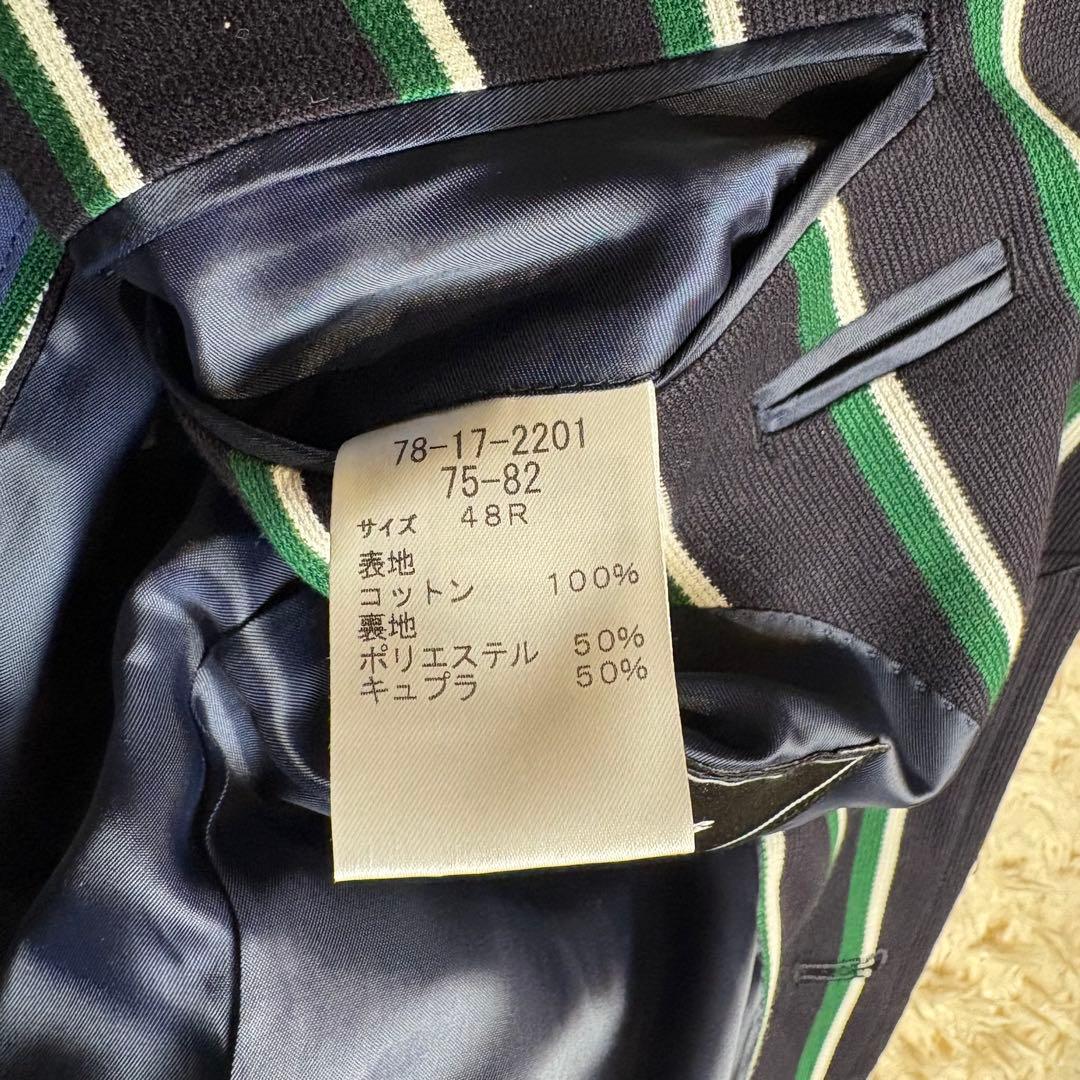 78-17-2201
75-82
サイズ 48R
表地
コットン 100%
裏地
ポリエステル 50%
キュプラ 50%